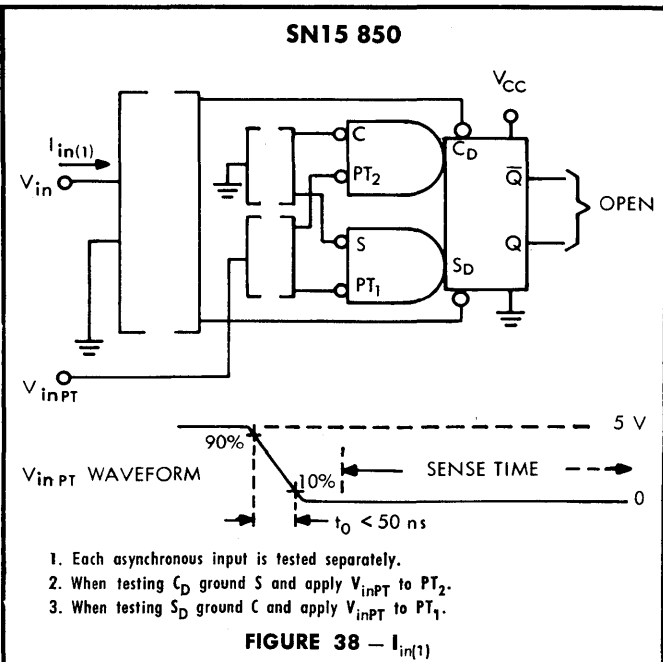 SN15 850
V_CC
I_in(1)
V_in
C
PT_2
C_D
Q̅
OPEN
S
PT_1
S_D
Q
V_inPT
5 V
90%
V_in PT WAVEFORM
10%
SENSE TIME
0
t_0 < 50 ns
1. Each asynchronous input is tested separately.
2. When testing C_D ground S and apply V_inPT to PT_2.
3. When testing S_D ground C and apply V_inPT to PT_1.
FIGURE 38 – I_in(1)